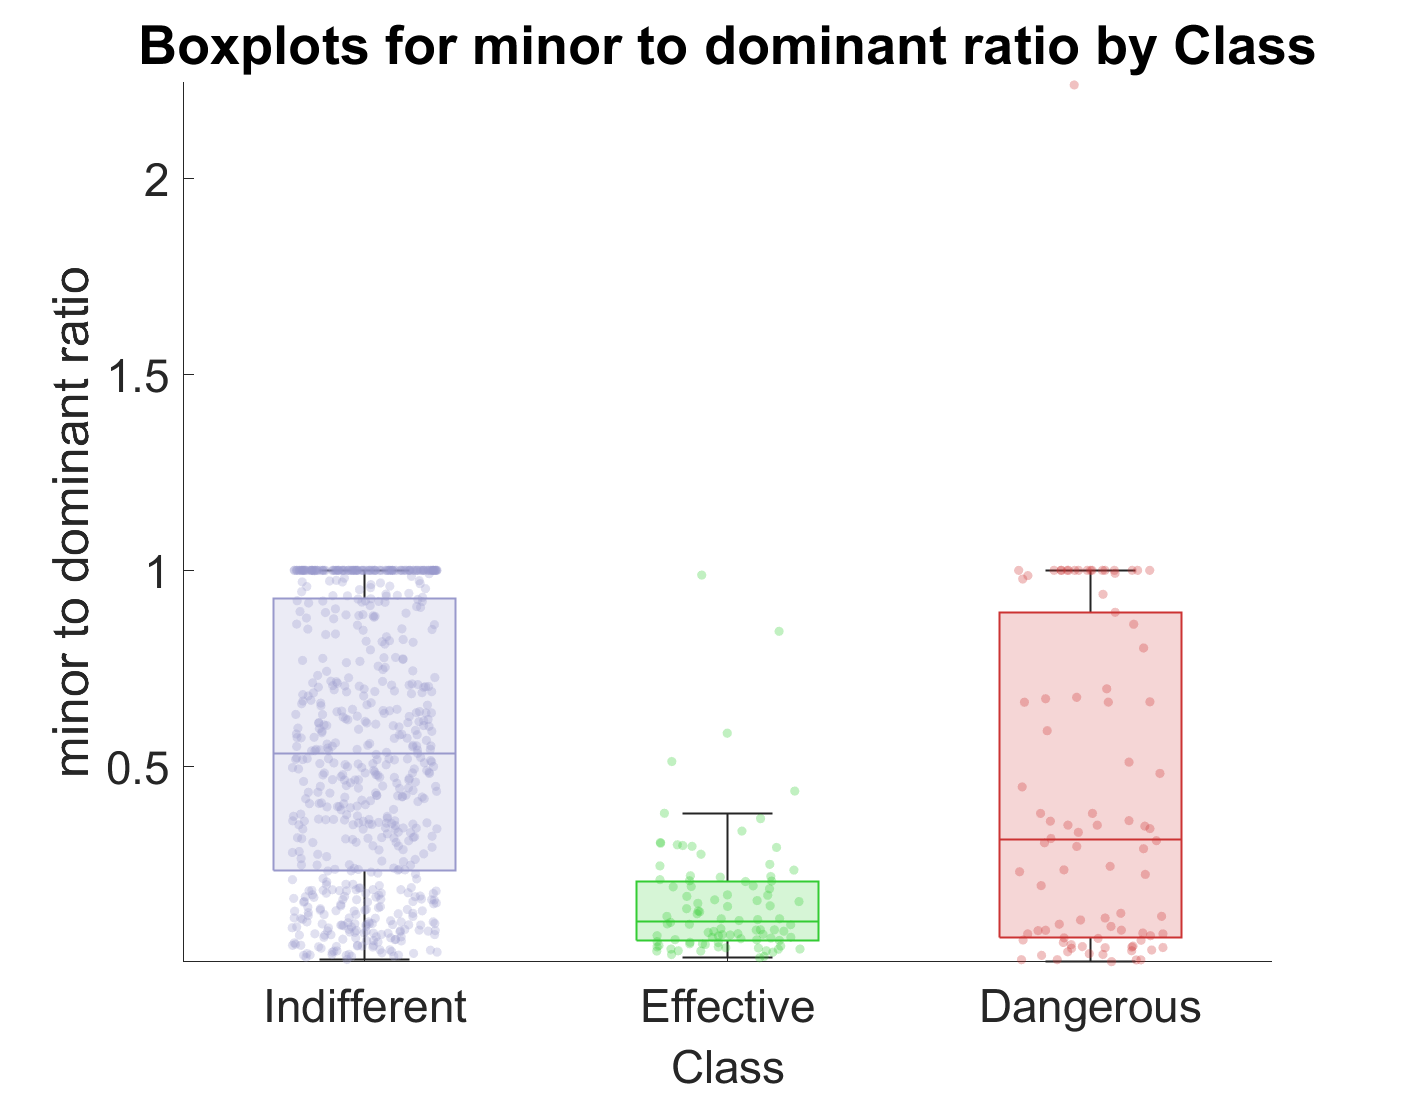 Boxplots for minor to dominant ratio by Class
minor to dominant ratio
2
1.5
1
0.5
Indifferent Effective Dangerous
Class